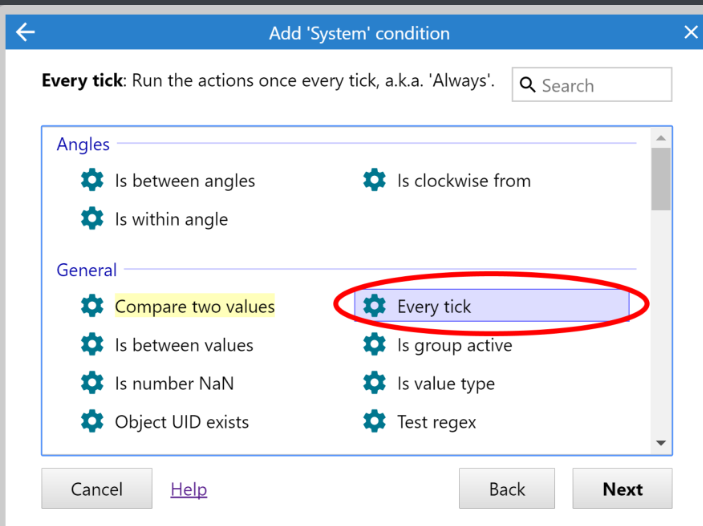 Add 'System' condition
Every tick: Run the actions once every tick, a.k.a. 'Always'.
Search
Angles
Is between angles
Is clockwise from
Is within angle
General
Compare two values
Every tick
Is between values
Is group active
Is number NaN
Is value type
Object UID exists
Test regex
Cancel
Help
Back
Next